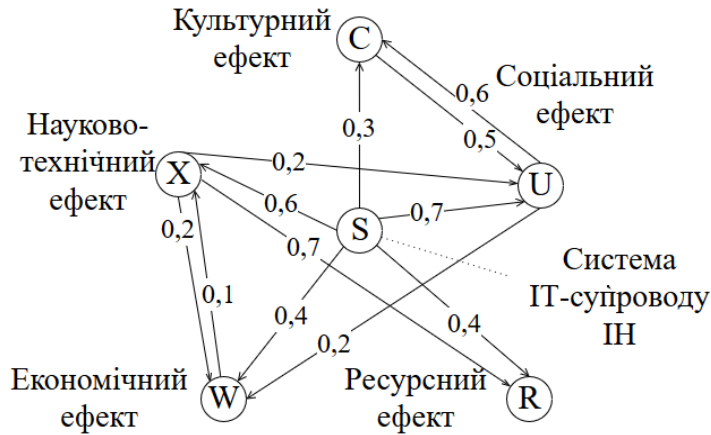 Культурний
ефект
C
Соціальний
ефект
0,6
0,5
0,3
Науково-
технічний
ефект
X
0,2
U
0,6
0,7
S
0,2
0,7
Система
ІТ-супроводу
ІН
0,1
0,4
0,4
0,2
Економічний
ефект
W
Ресурсний
ефект
R